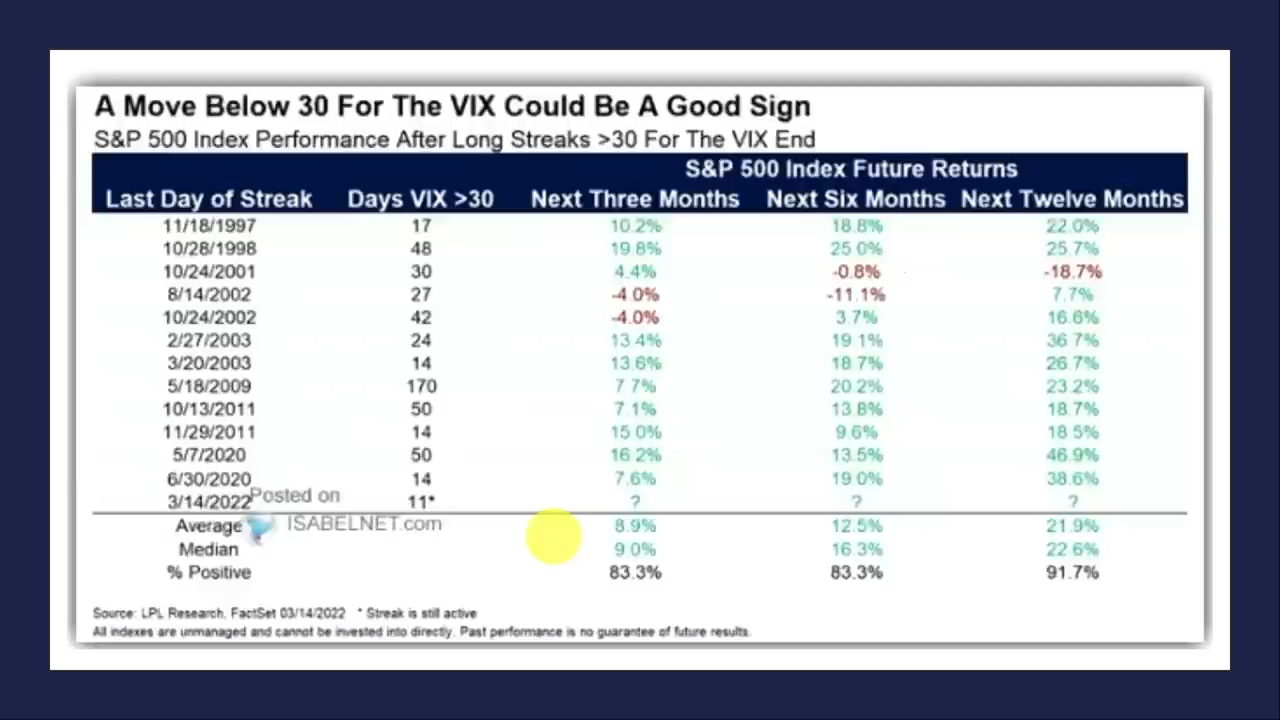 A Move Below 30 For The VIX Could Be A Good Sign
S&P 500 Index Performance After Long Streaks >30 For The VIX End
S&P 500 Index Future Returns
Last Day of Streak Days VIX >30 Next Three Months Next Six Months Next Twelve Months
11/18/1997 17 10.2% 18.8% 22.0%
10/28/1998 48 19.8% 25.0% 25.7%
10/24/2001 30 4.4% -0.8% -18.7%
8/14/2002 27 -4.0% -11.1% 7.7%
10/24/2002 42 -4.0% 3.7% 16.6%
2/27/2003 24 13.4% 19.1% 36.7%
3/20/2003 14 13.6% 18.7% 26.7%
5/18/2009 170 7.7% 20.2% 23.2%
10/13/2011 50 7.1% 13.8% 18.7%
11/29/2011 14 15.0% 9.6% 18.5%
5/7/2020 50 16.2% 13.5% 46.9%
6/30/2020 14 7.6% 19.0% 38.6%
3/14/2022 11* ? ? ?
Posted on
ISABELNET.com
Average 8.9% 12.5% 21.9%
Median 9.0% 16.3% 22.6%
% Positive 83.3% 83.3% 91.7%
Source: LPL Research, FactSet 03/14/2022 * Streak is still active
All indexes are unmanaged and cannot be invested into directly. Past performance is no guarantee of future results.